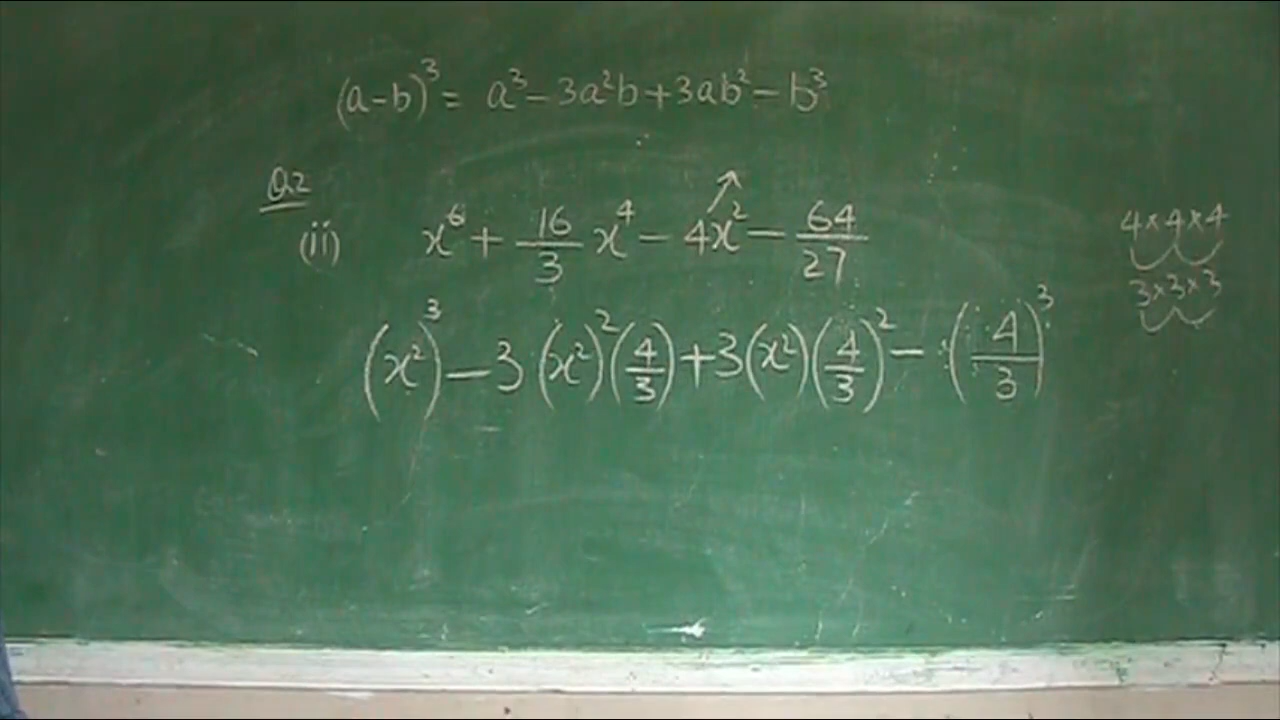 (a-b)³ = a³ - 3a²b + 3ab² - b³
Q2
(ii) x⁶ + 16/3 x⁴ - 4x² - 64/27
4×4×4
3×3×3
(x²)³ - 3(x²)²(4/3) + 3(x²)(4/3)² - (4/3)³